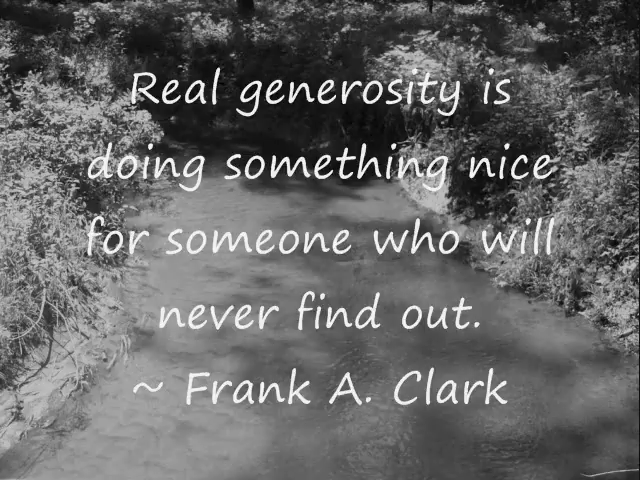 Real generosity is
doing something nice
for someone who will
never find out.
~ Frank A. Clark